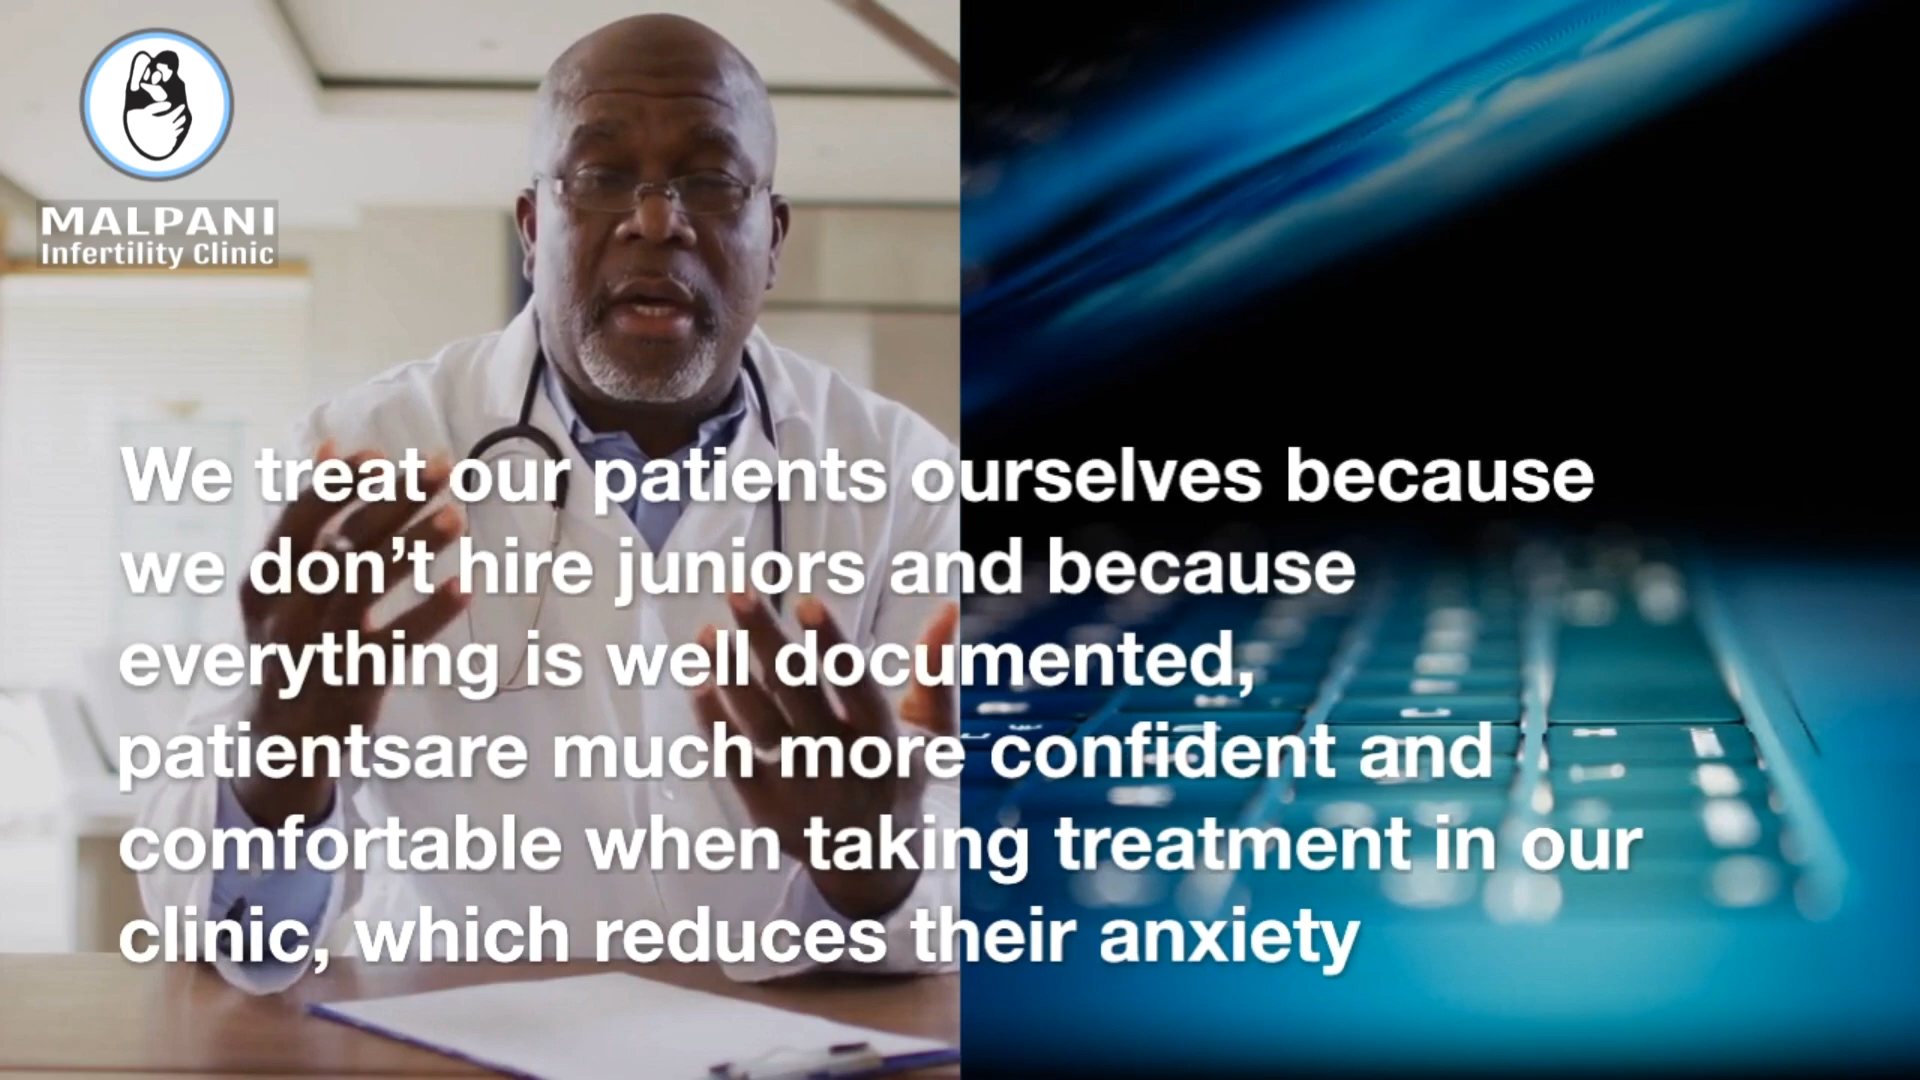 MALPANI
Infertility Clinic
We treat our patients ourselves because
we don’t hire juniors and because
everything is well documented,
patientsare much more confident and
comfortable when taking treatment in our
clinic, which reduces their anxiety